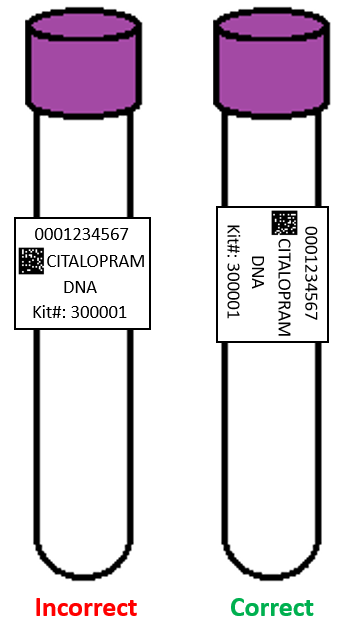 0001234567
CITALOPRAM
DNA
Kit#: 300001
0001234567
CITALOPRAM
DNA
Kit#: 300001
Incorrect
Correct